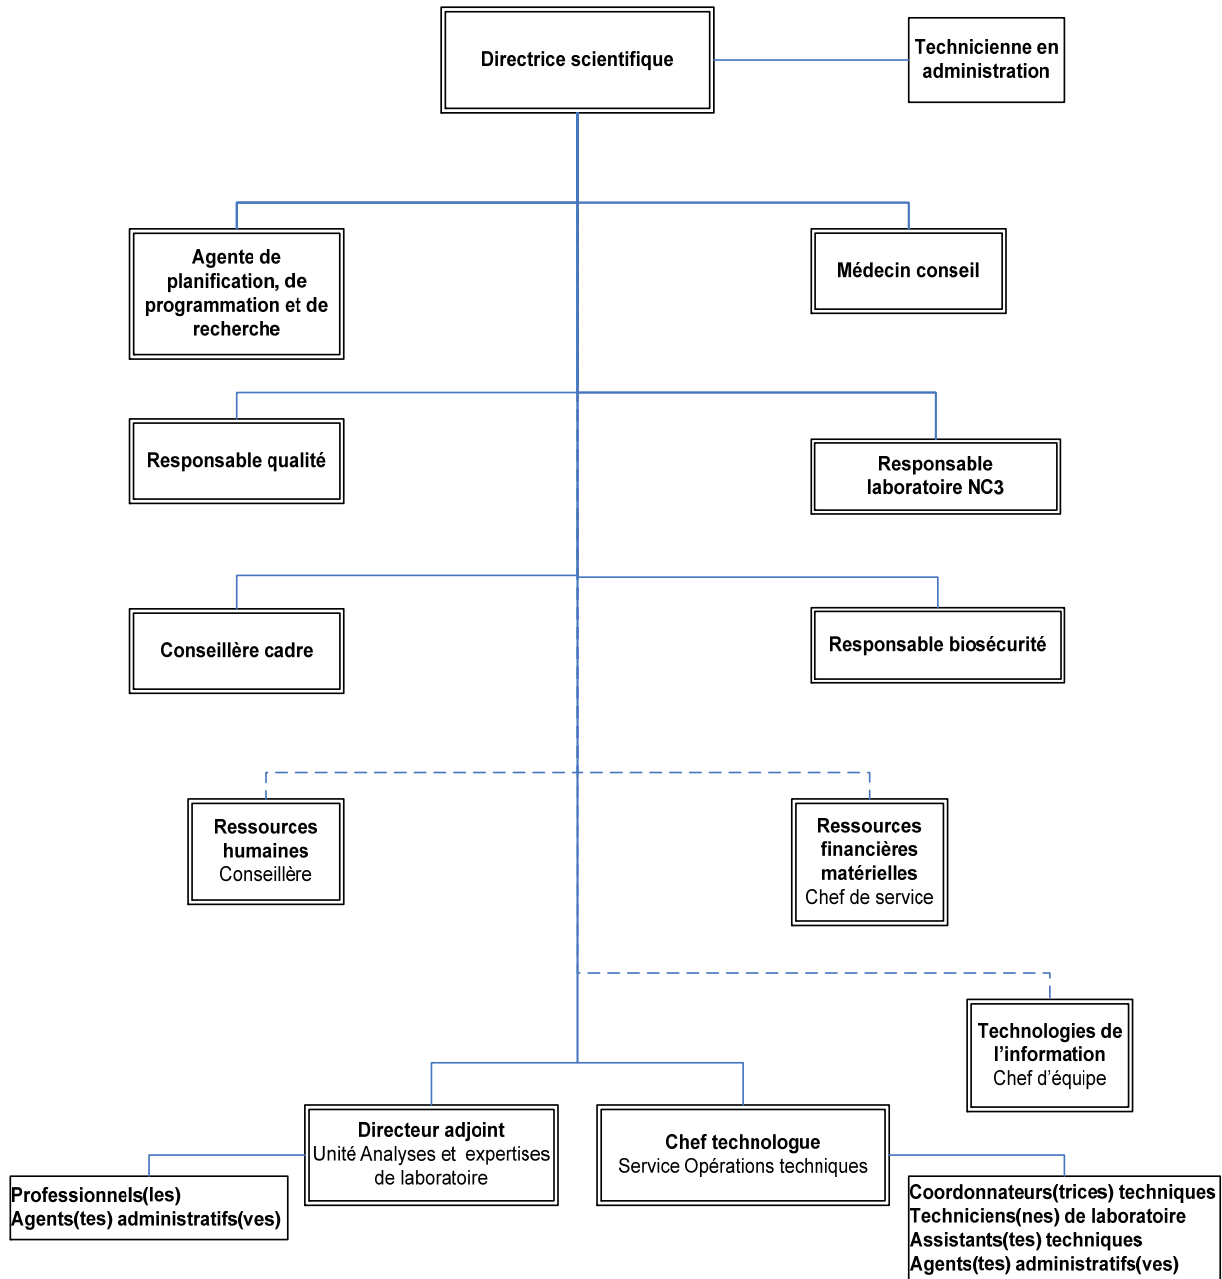 Directrice scientifique
Technicienne en
administration
Agente de
planification, de
programmation et de
recherche
Médecin conseil
Responsable qualité
Responsable
laboratoire NC3
Conseillère cadre
Responsable biosécurité
Ressources
humaines
Conseillère
Ressources
financières
matérielles
Chef de service
Technologies de
l'information
Chef d'équipe
Directeur adjoint
Unité Analyses et expertises
de laboratoire
Chef technologue
Service Opérations techniques
Professionnels(les)
Agents(tes) administratifs(ves)
Coordonnateurs(trices) techniques
Techniciens(nes) de laboratoire
Assistants(tes) techniques
Agents(tes) administratifs(ves)